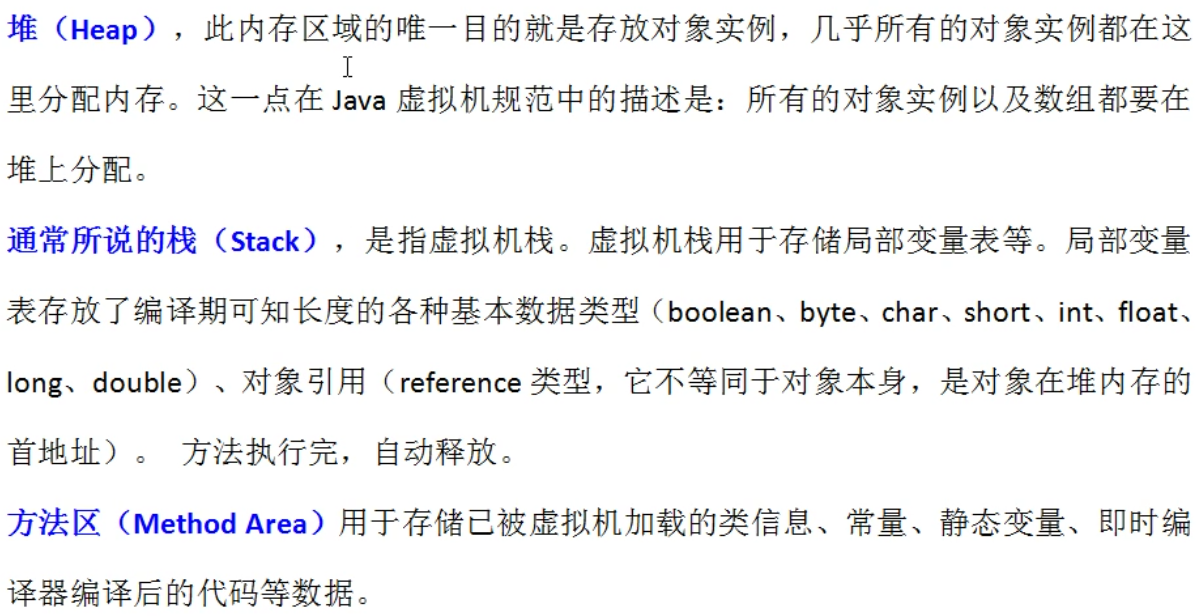 堆（Heap），此内存区域的唯一目的就是存放对象实例，几乎所有的对象实例都在这
里分配内存。这一点在 Java 虚拟机规范中的描述是：所有的对象实例以及数组都要在
堆上分配。
通常所说的栈（Stack），是指虚拟机栈。虚拟机栈用于存储局部变量表等。局部变量
表存放了编译期可知长度的各种基本数据类型（boolean、byte、char、short、int、float、
long、double）、对象引用（reference 类型，它不等同于对象本身，是对象在堆内存的
首地址）。 方法执行完，自动释放。
方法区（Method Area）用于存储已被虚拟机加载的类信息、常量、静态变量、即时编
译器编译后的代码等数据。